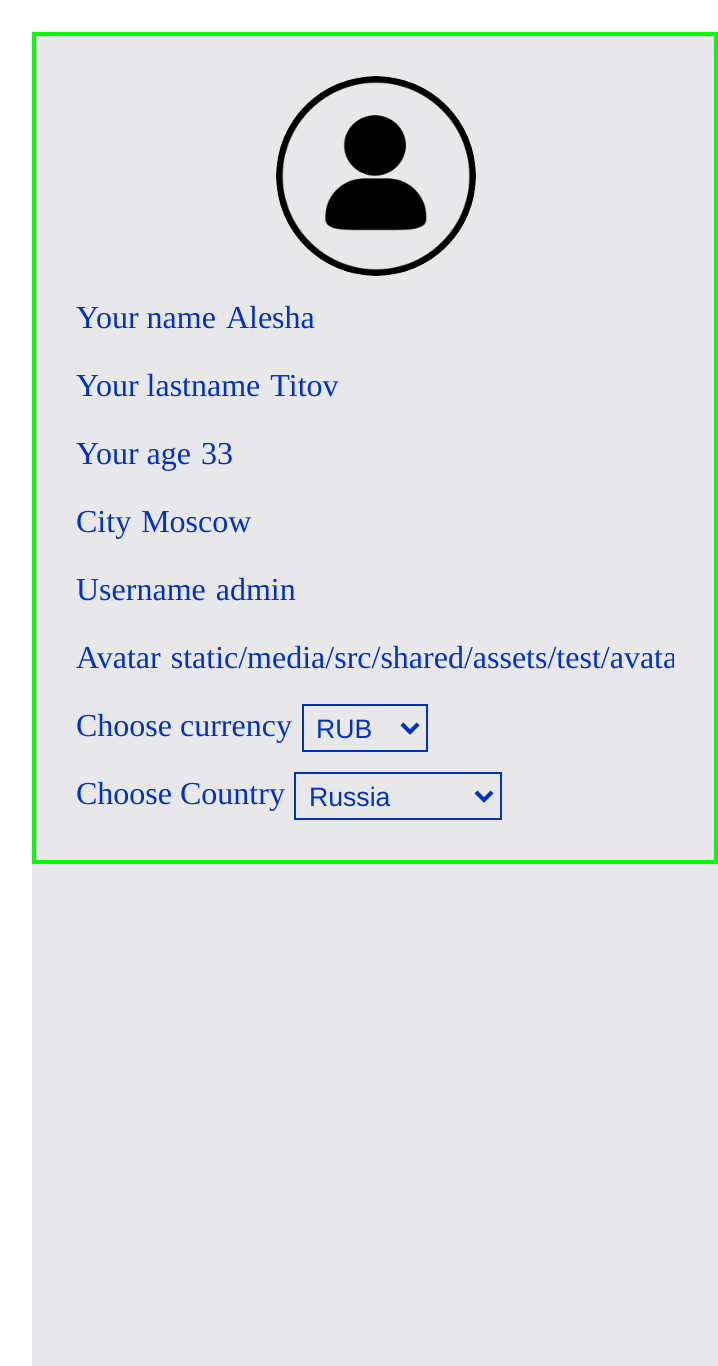 Your name Alesha
Your lastname Titov
Your age 33
City Moscow
Username admin
Avatar static/media/src/shared/assets/test/avata
Choose currency RUB
Choose Country Russia